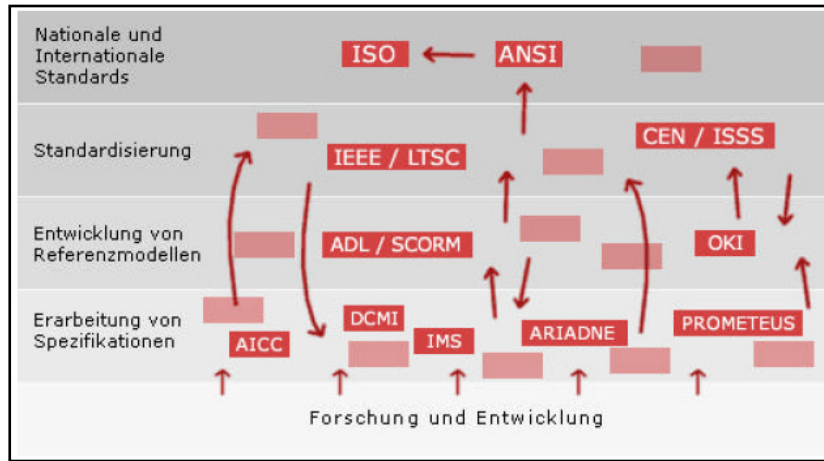 Nationale und
Internationale
Standards
ISO
ANSI
Standardisierung
IEEE / LTSC
CEN / ISSS
Entwicklung von
Referenzmodellen
ADL / SCORM
OKI
Erarbeitung von
Spezifikationen
AICC
DCMI
IMS
ARIADNE
PROMETEUS
Forschung und Entwicklung